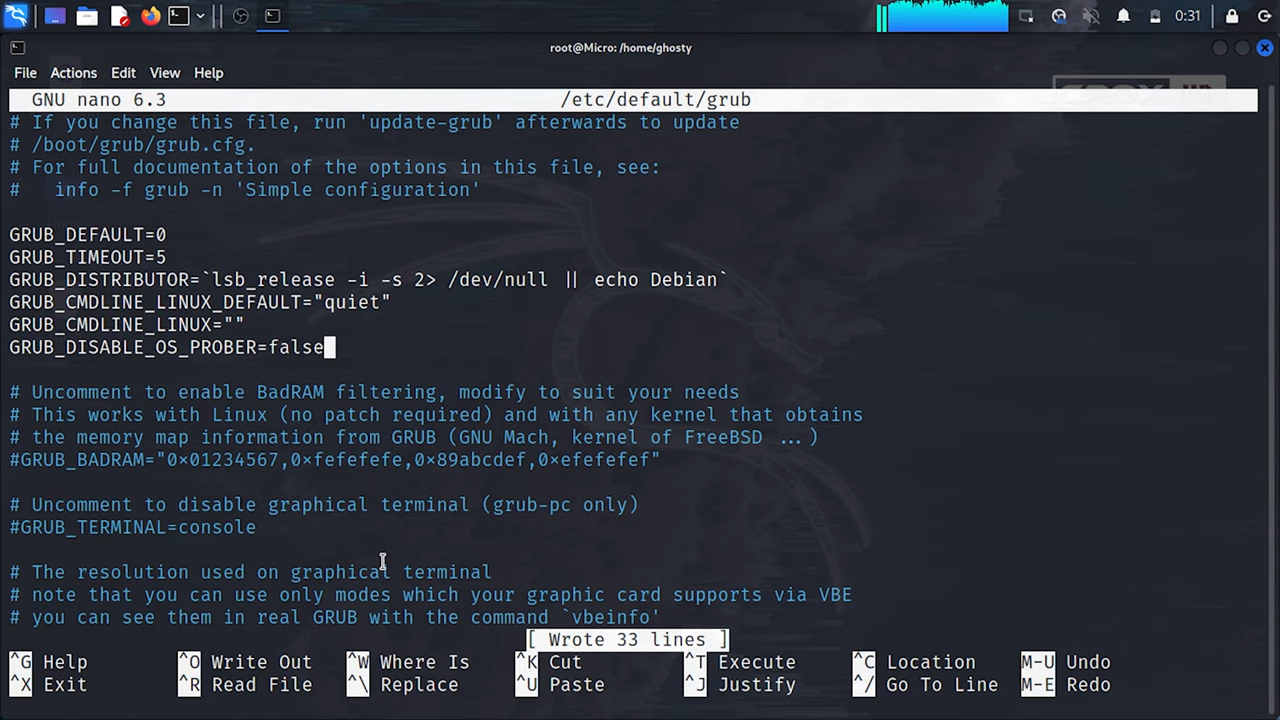 0:31
root@Micro: /home/ghosty
File Actions Edit View Help
GNU nano 6.3 /etc/default/grub
# If you change this file, run 'update-grub' afterwards to update
# /boot/grub/grub.cfg.
# For full documentation of the options in this file, see:
#   info -f grub -n 'Simple configuration'
GRUB_DEFAULT=0
GRUB_TIMEOUT=5
GRUB_DISTRIBUTOR=`lsb_release -i -s 2> /dev/null || echo Debian`
GRUB_CMDLINE_LINUX_DEFAULT="quiet"
GRUB_CMDLINE_LINUX=""
GRUB_DISABLE_OS_PROBER=false
# Uncomment to enable BadRAM filtering, modify to suit your needs
# This works with Linux (no patch required) and with any kernel that obtains
# the memory map information from GRUB (GNU Mach, kernel of FreeBSD ...)
#GRUB_BADRAM="0x01234567,0xfefefefe,0x89abcdef,0xefefefef"
# Uncomment to disable graphical terminal (grub-pc only)
#GRUB_TERMINAL=console
# The resolution used on graphical terminal
# note that you can use only modes which your graphic card supports via VBE
# you can see them in real GRUB with the command `vbeinfo'
[ Wrote 33 lines ]
^G Help ^O Write Out ^W Where Is ^K Cut ^T Execute ^C Location M-U Undo
^X Exit ^R Read File ^\ Replace ^U Paste ^J Justify ^/ Go To Line M-E Redo